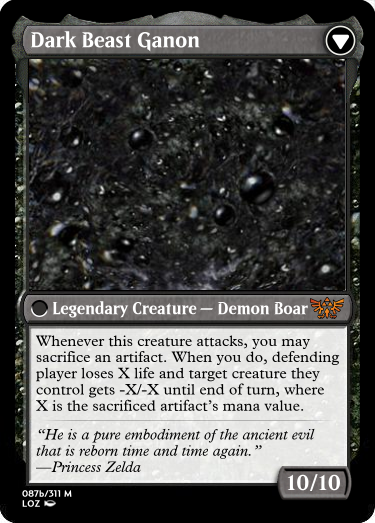 Dark Beast Ganon
Legendary Creature — Demon Boar
Whenever this creature attacks, you may
sacrifice an artifact. When you do, defending
player loses X life and target creature they
control gets -X/-X until end of turn, where
X is the sacrificed artifact's mana value.
“He is a pure embodiment of the ancient evil
that is reborn time and time again.”
—Princess Zelda
10/10
087b/311 M
LOZ